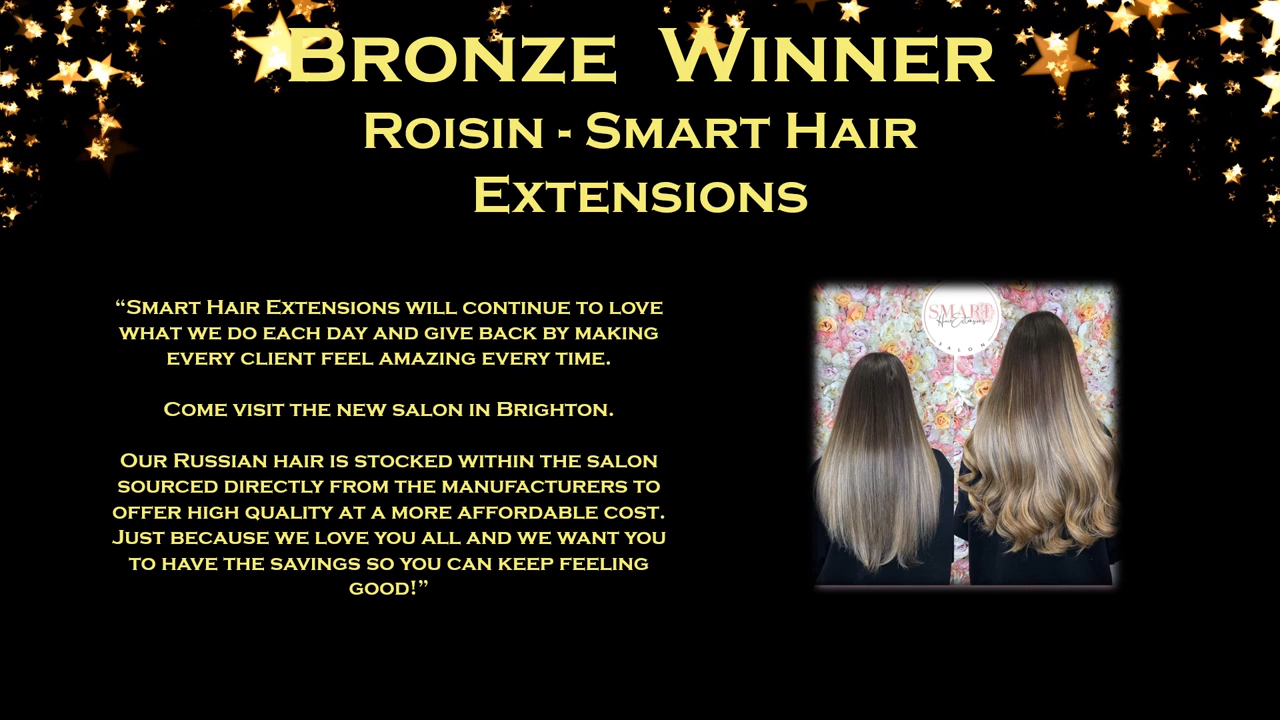 Bronze Winner
Roisin - Smart Hair
Extensions
“Smart Hair Extensions will continue to love
what we do each day and give back by making
every client feel amazing every time.
Come visit the new salon in Brighton.
Our Russian hair is stocked within the salon
sourced directly from the manufacturers to
offer high quality at a more affordable cost.
Just because we love you all and we want you
to have the savings so you can keep feeling
good!”
SMART
Hair Extensions
SALON